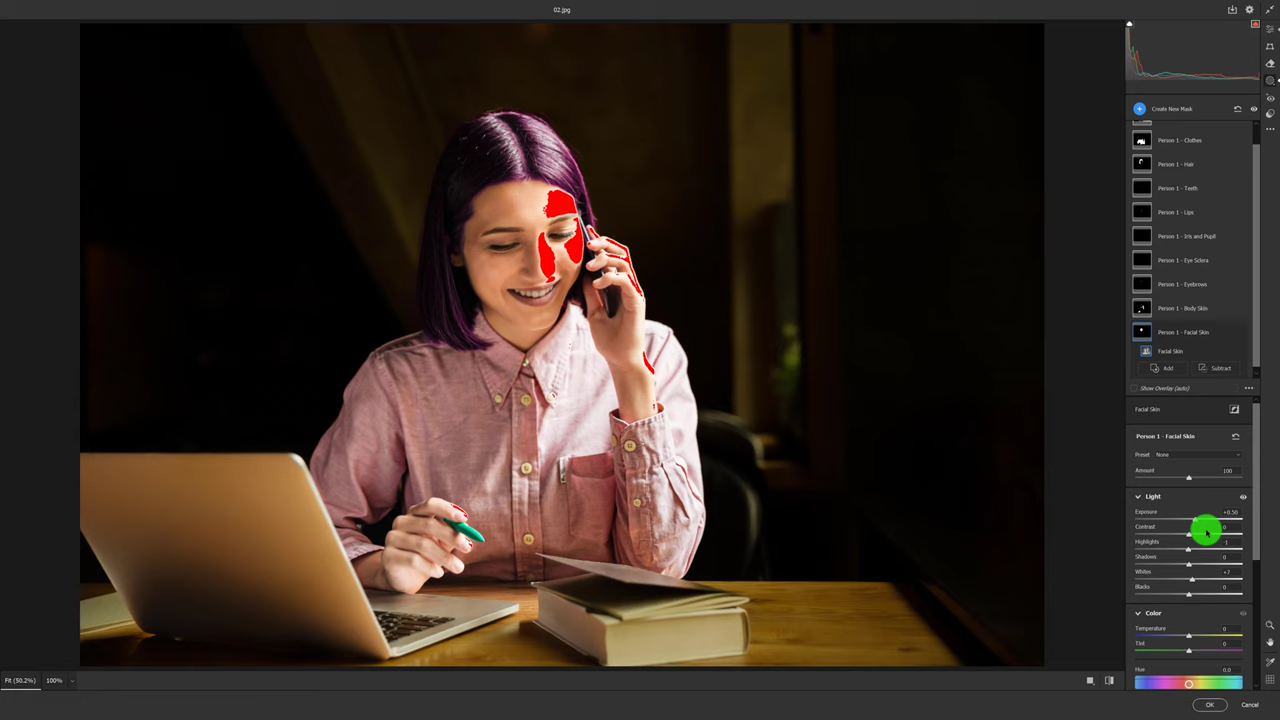 02.jpg
Create New Mask
Person 1 - Clothes
Person 1 - Hair
Person 1 - Teeth
Person 1 - Lips
Person 1 - Iris and Pupil
Person 1 - Eye Sclera
Person 1 - Eyebrows
Person 1 - Body Skin
Person 1 - Facial Skin
Facial Skin
Add Subtract
Show Overlay (auto)
Facial Skin
Person 1 - Facial Skin
Preset None
Amount 100
Light
Exposure +0.50
Contrast 0
Highlights -1
Shadows 0
Whites +7
Blacks 0
Color
Temperature 0
Tint 0
Hue 0.0
Fit (50.2%) 100%
OK Cancel